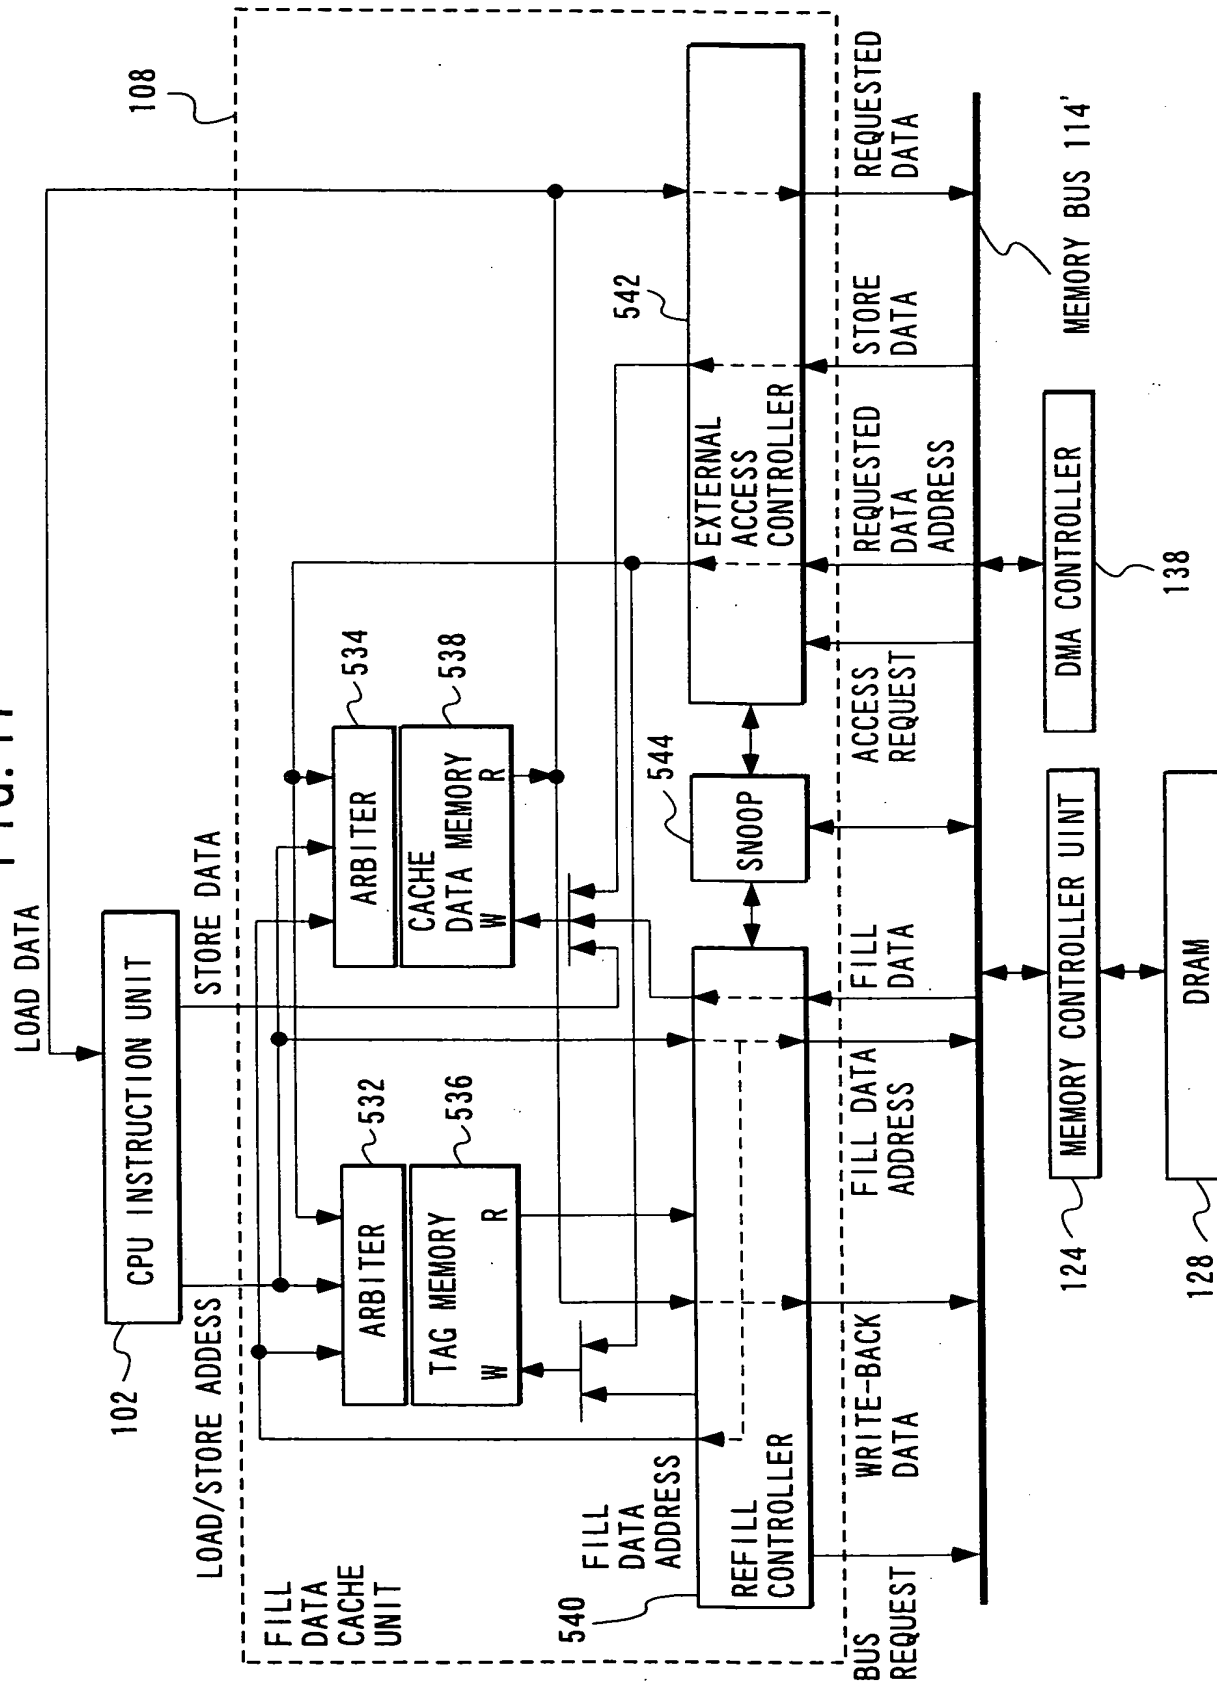 FIG. 17
LOAD DATA
CPU INSTRUCTION UNIT
102
LOAD/STORE ADDESS
STORE DATA
108
FILL
DATA
CACHE
UNIT
ARBITER
532
TAG MEMORY
W
R
536
ARBITER
534
CACHE
DATA MEMORY
W
R
538
FILL
DATA
ADDRESS
540
REFILL
CONTROLLER
SNOOP
544
EXTERNAL
ACCESS
CONTROLLER
542
BUS
REQUEST
WRITE-BACK
DATA
FILL DATA
ADDRESS
FILL
DATA
ACCESS
REQUEST
REQUESTED
DATA
ADDRESS
STORE
DATA
REQUESTED
DATA
MEMORY BUS 114'
MEMORY CONTROLLER UINT
124
DMA CONTROLLER
138
DRAM
128